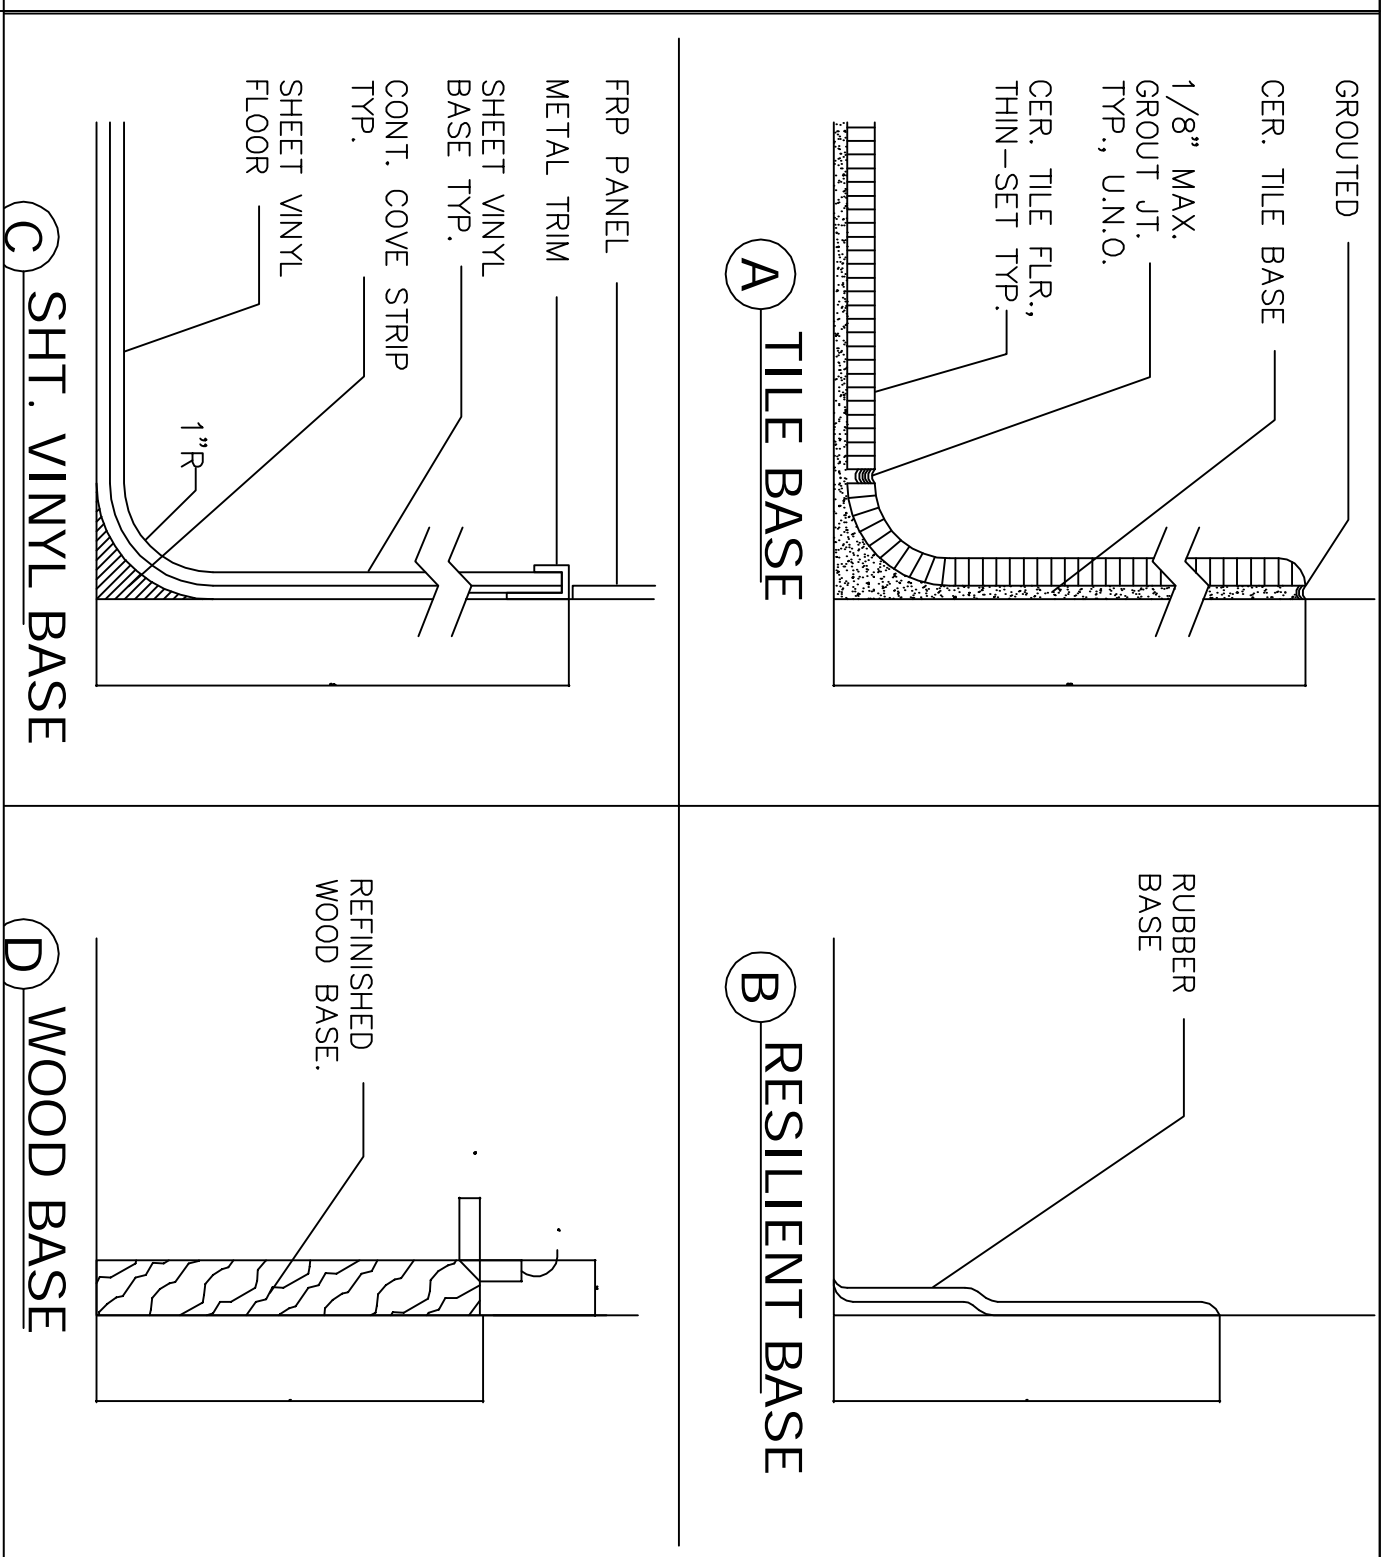 GROUTED
CER. TILE BASE
1/8" MAX.
GROUT JT.
TYP., U.N.O.
CER. TILE FLR.,
THIN-SET TYP.
A
TILE BASE
RUBBER
BASE
B
RESILIENT BASE
FRP PANEL
METAL TRIM
SHEET VINYL
BASE TYP.
CONT. COVE STRIP
TYP.
SHEET VINYL
FLOOR
1"R
C
SHT. VINYL BASE
REFINISHED
WOOD BASE.
D
WOOD BASE